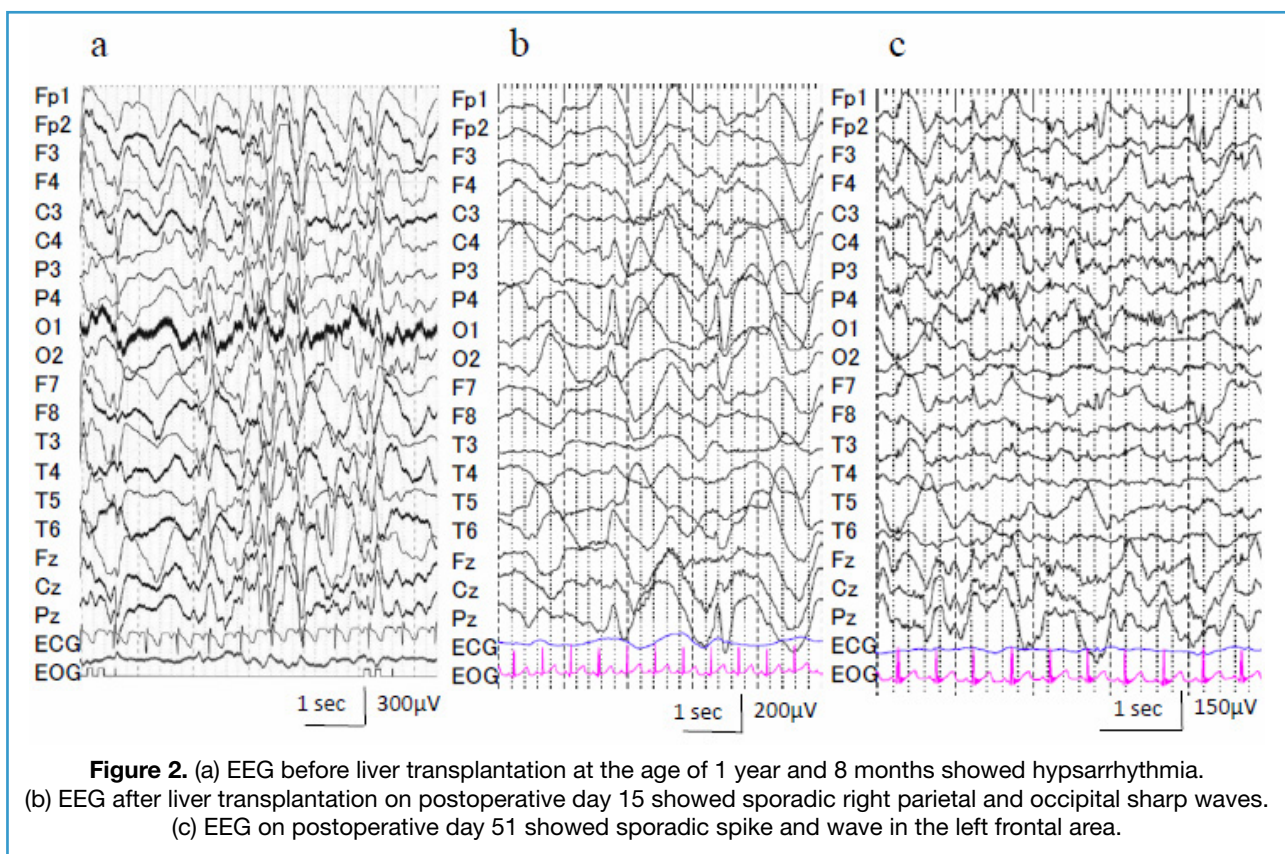 a
b
c
Fp1
Fp2
F3
F4
C3
C4
P3
P4
O1
O2
F7
F8
T3
T4
T5
T6
Fz
Cz
Pz
ECG
EOG
1 sec
300μV
Fp1
Fp2
F3
F4
C3
C4
P3
P4
O1
O2
F7
F8
T3
T4
T5
T6
Fz
Cz
Pz
ECG
EOG
1 sec
200μV
Fp1
Fp2
F3
F4
C3
C4
P3
P4
O1
O2
F7
F8
T3
T4
T5
T6
Fz
Cz
Pz
ECG
EOG
1 sec
150μV
Figure 2. (a) EEG before liver transplantation at the age of 1 year and 8 months showed hypsarrhythmia.
(b) EEG after liver transplantation on postoperative day 15 showed sporadic right parietal and occipital sharp waves.
(c) EEG on postoperative day 51 showed sporadic spike and wave in the left frontal area.